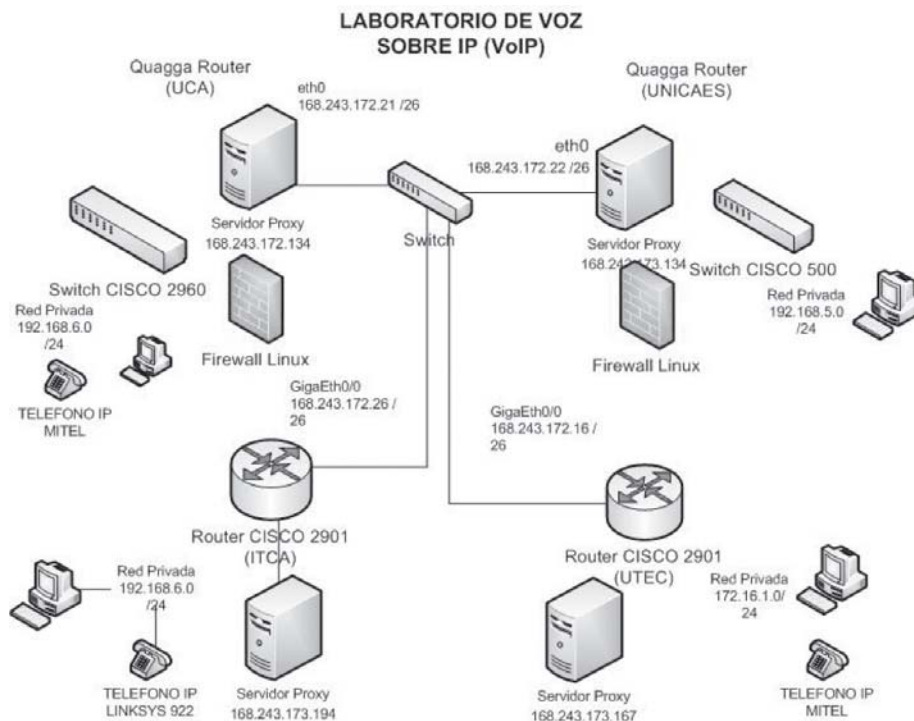 LABORATORIO DE VOZ
SOBRE IP (VoIP)
Quagga Router
(UCA)
eth0
168.243.172.21 /26
Quagga Router
(UNICAES)
eth0
168.243.172.22 /26
Servidor Proxy
168.243.172.134
Switch
Servidor Proxy
168.243.173.134
Switch CISCO 2960
Switch CISCO 500
Red Privada
192.168.6.0
/24
Red Privada
192.168.5.0
/24
Firewall Linux
Firewall Linux
TELEFONO IP
MITEL
GigaEth0/0
168.243.172.26 /
26
GigaEth0/0
168.243.172.16 /
26
Router CISCO 2901
(ITCA)
Router CISCO 2901
(UTEC)
Red Privada
192.168.6.0
/24
Red Privada
172.16.1.0/
24
TELEFONO IP
LINKSYS 922
Servidor Proxy
168.243.173.194
Servidor Proxy
168.243.173.167
TELEFONO IP
MITEL